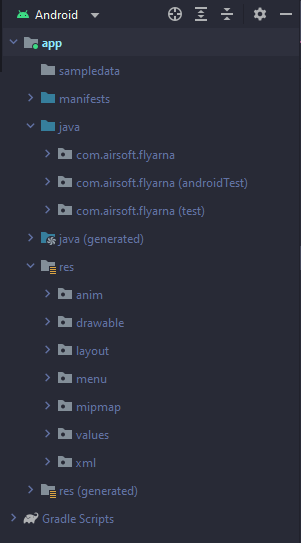 Android
app
sampledata
manifests
java
com.airsoft.flyarna
com.airsoft.flyarna (androidTest)
com.airsoft.flyarna (test)
java (generated)
res
anim
drawable
layout
menu
mipmap
values
xml
res (generated)
Gradle Scripts